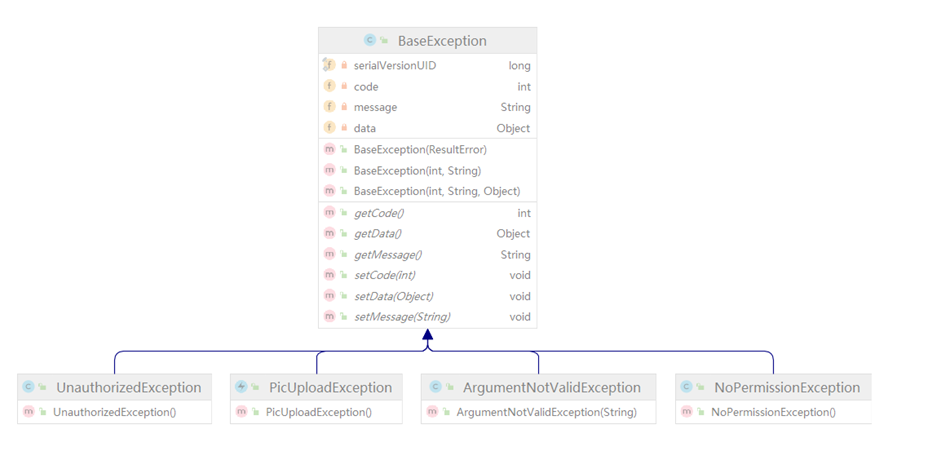 BaseException
serialVersionUID long
code int
message String
data Object
BaseException(ResultError)
BaseException(int, String)
BaseException(int, String, Object)
getCode() int
getData() Object
getMessage() String
setCode(int) void
setData(Object) void
setMessage(String) void
UnauthorizedException
UnauthorizedException()
PicUploadException
PicUploadException()
ArgumentNotValidException
ArgumentNotValidException(String)
NoPermissionException
NoPermissionException()